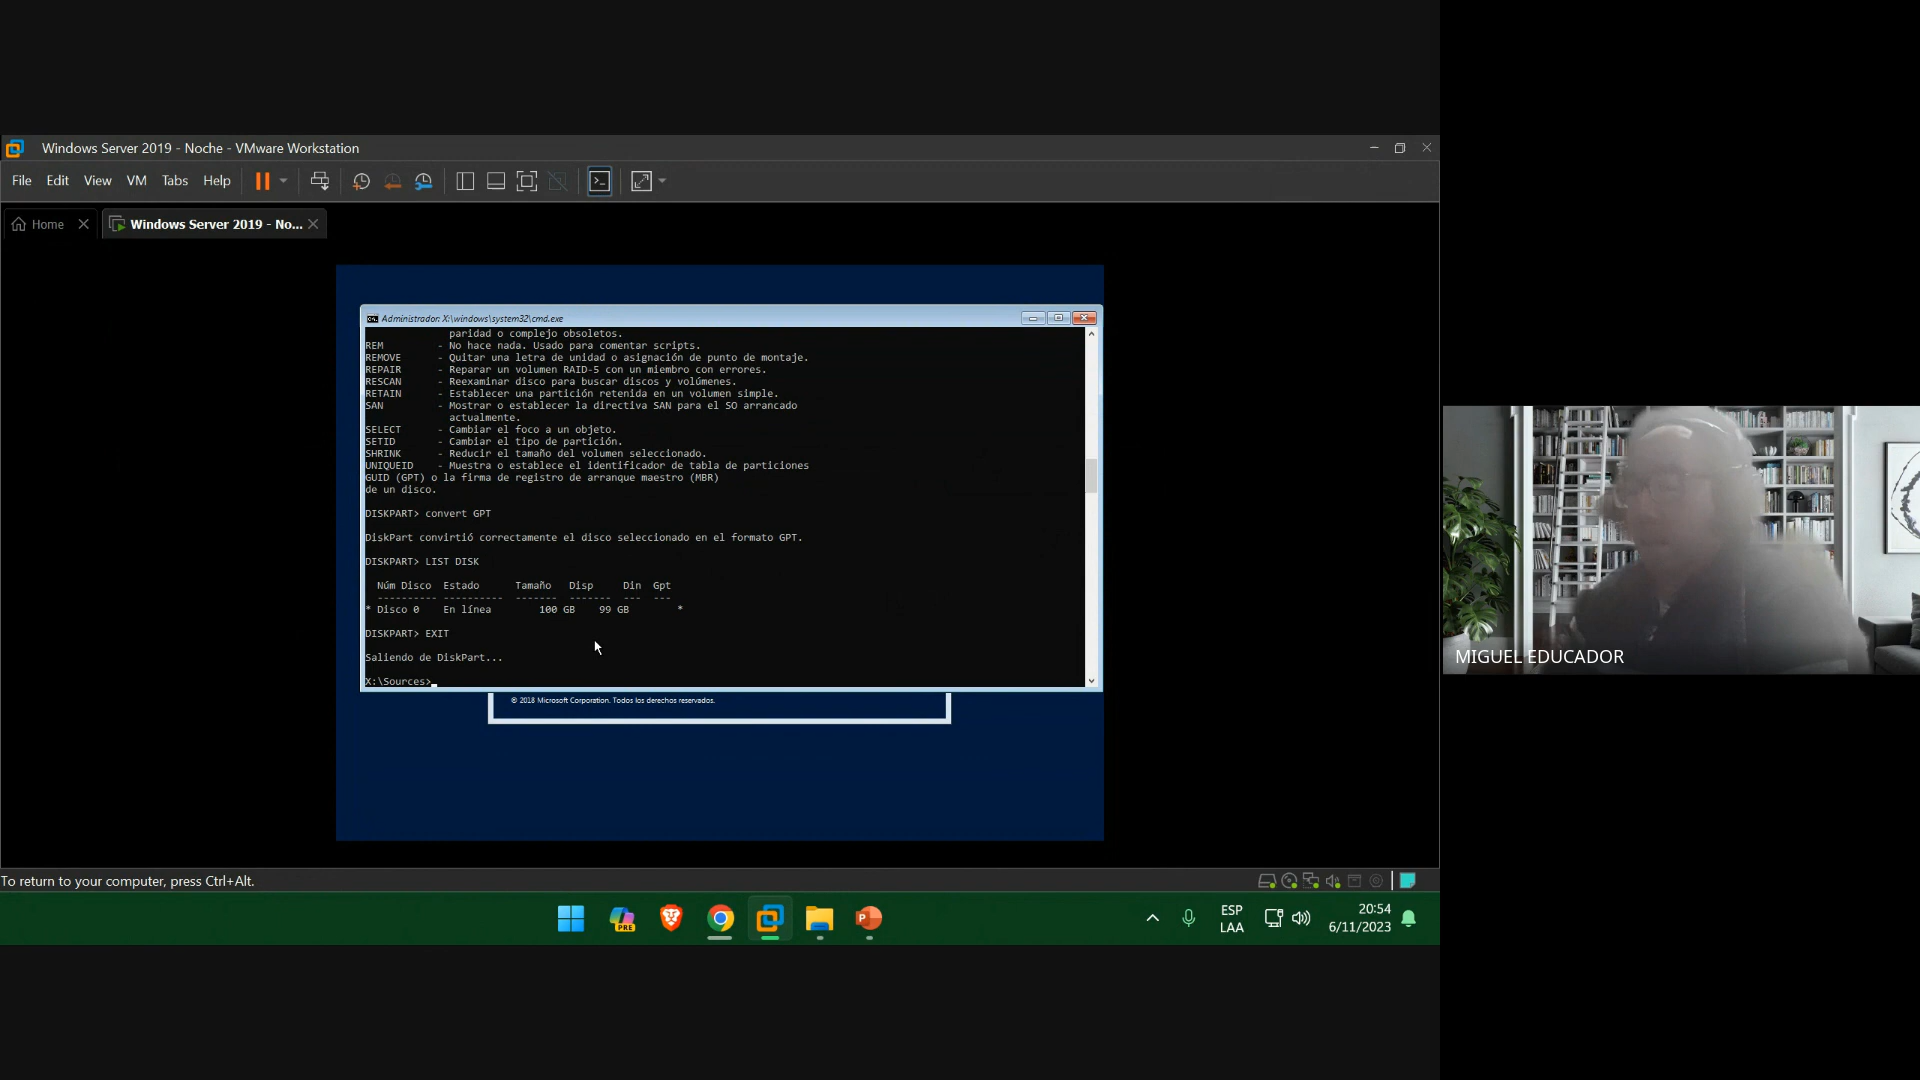 Windows Server 2019 - Noche - VMware Workstation
File Edit View VM Tabs Help
Home
Windows Server 2019 - No...
Administrador: X:\windows\system32\cmd.exe
paridad o complejo obsoletos.
REM - No hace nada. Usado para comentar scripts.
REMOVE - Quitar una letra de unidad o asignación de punto de montaje.
REPAIR - Reparar un volumen RAID-5 con un miembro con errores.
RESCAN - Reexaminar disco para buscar discos y volúmenes.
RETAIN - Establecer una partición retenida en un volumen simple.
SAN - Mostrar o establecer la directiva SAN para el SO arrancado
actualmente.
SELECT - Cambiar el foco a un objeto.
SETID - Cambiar el tipo de partición.
SHRINK - Reducir el tamaño del volumen seleccionado.
UNIQUEID - Muestra o establece el identificador de tabla de particiones
GUID (GPT) o la firma de registro de arranque maestro (MBR)
de un disco.
DISKPART> convert GPT
DiskPart convirtió correctamente el disco seleccionado en el formato GPT.
DISKPART> LIST DISK
Núm Disco Estado Tamaño Disp Din Gpt
---------- ---------- ------- ------- --- ---
* Disco 0 En línea 100 GB 99 GB *
DISKPART> EXIT
Saliendo de DiskPart...
X:\Sources>
© 2018 Microsoft Corporation. Todos los derechos reservados.
MIGUEL EDUCADOR
To return to your computer, press Ctrl+Alt.
PRE
P
ESP
LAA
20:54
6/11/2023